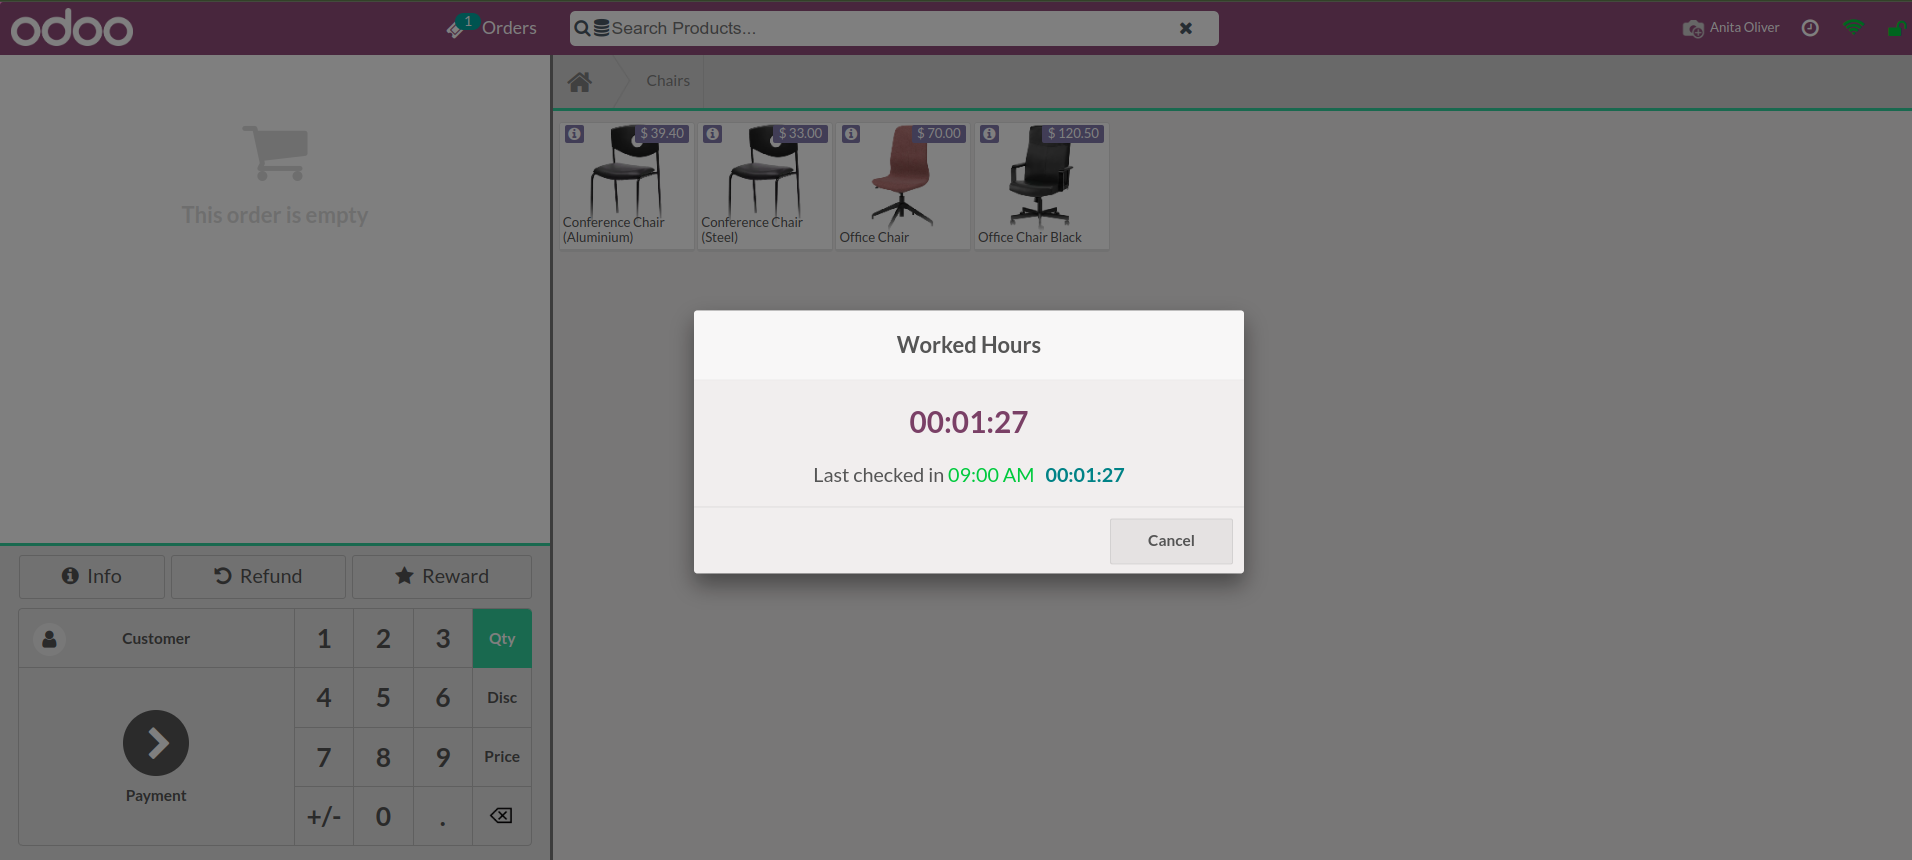 odoo
1
Orders
Search Products...
Anita Oliver
This order is empty
Chairs
$ 39.40
Conference Chair
(Aluminium)
$ 33.00
Conference Chair
(Steel)
$ 70.00
Office Chair
$ 120.50
Office Chair Black
Worked Hours
00:01:27
Last checked in 09:00 AM 00:01:27
Cancel
Info
Refund
Reward
Customer
1 2 3 Qty
4 5 6 Disc
7 8 9 Price
Payment
+/- 0 .